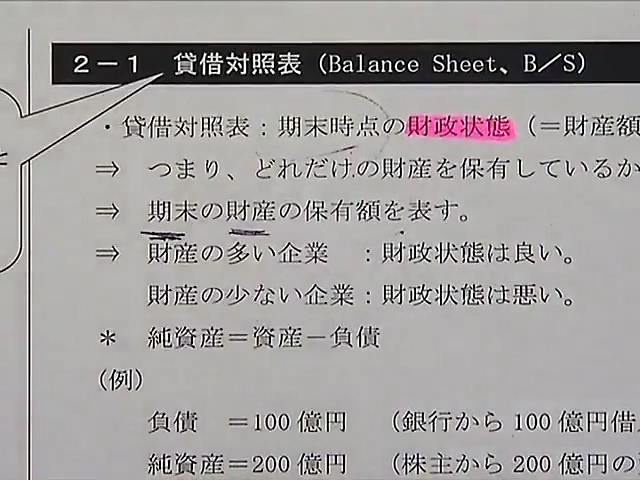 2－1 貸借対照表（Balance Sheet、B／S）
・貸借対照表：期末時点の財政状態（＝財産額
⇒ つまり、どれだけの財産を保有しているか
⇒ 期末の財産の保有額を表す。
⇒ 財産の多い企業 ：財政状態は良い。
財産の少ない企業：財政状態は悪い。
＊ 純資産＝資産－負債
（例）
負債 ＝100 億円 （銀行から 100 億円借
純資産＝200 億円 （株主から 200 億円の